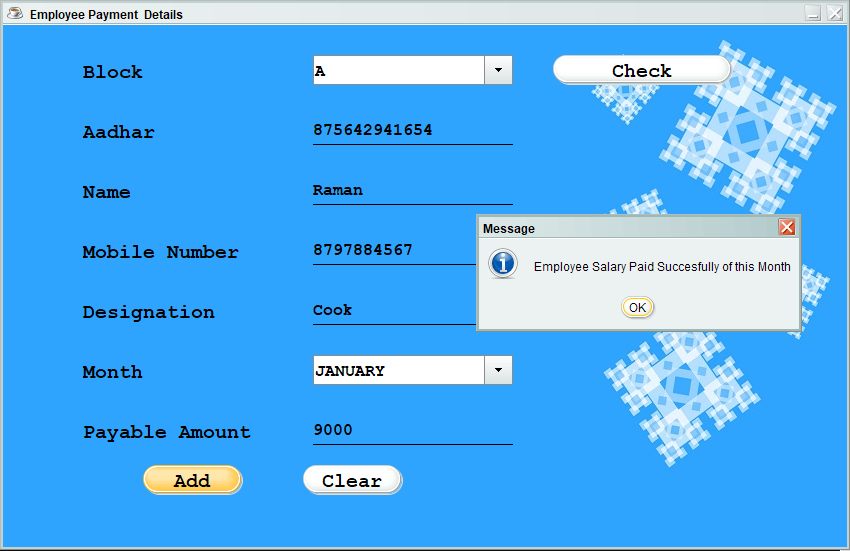 Employee Payment Details
Block A Check
Aadhar 875642941654
Name Raman
Message
Mobile Number 8797884567
Employee Salary Paid Succesfully of this Month
OK
Designation Cook
Month JANUARY
Payable Amount 9000
Add Clear